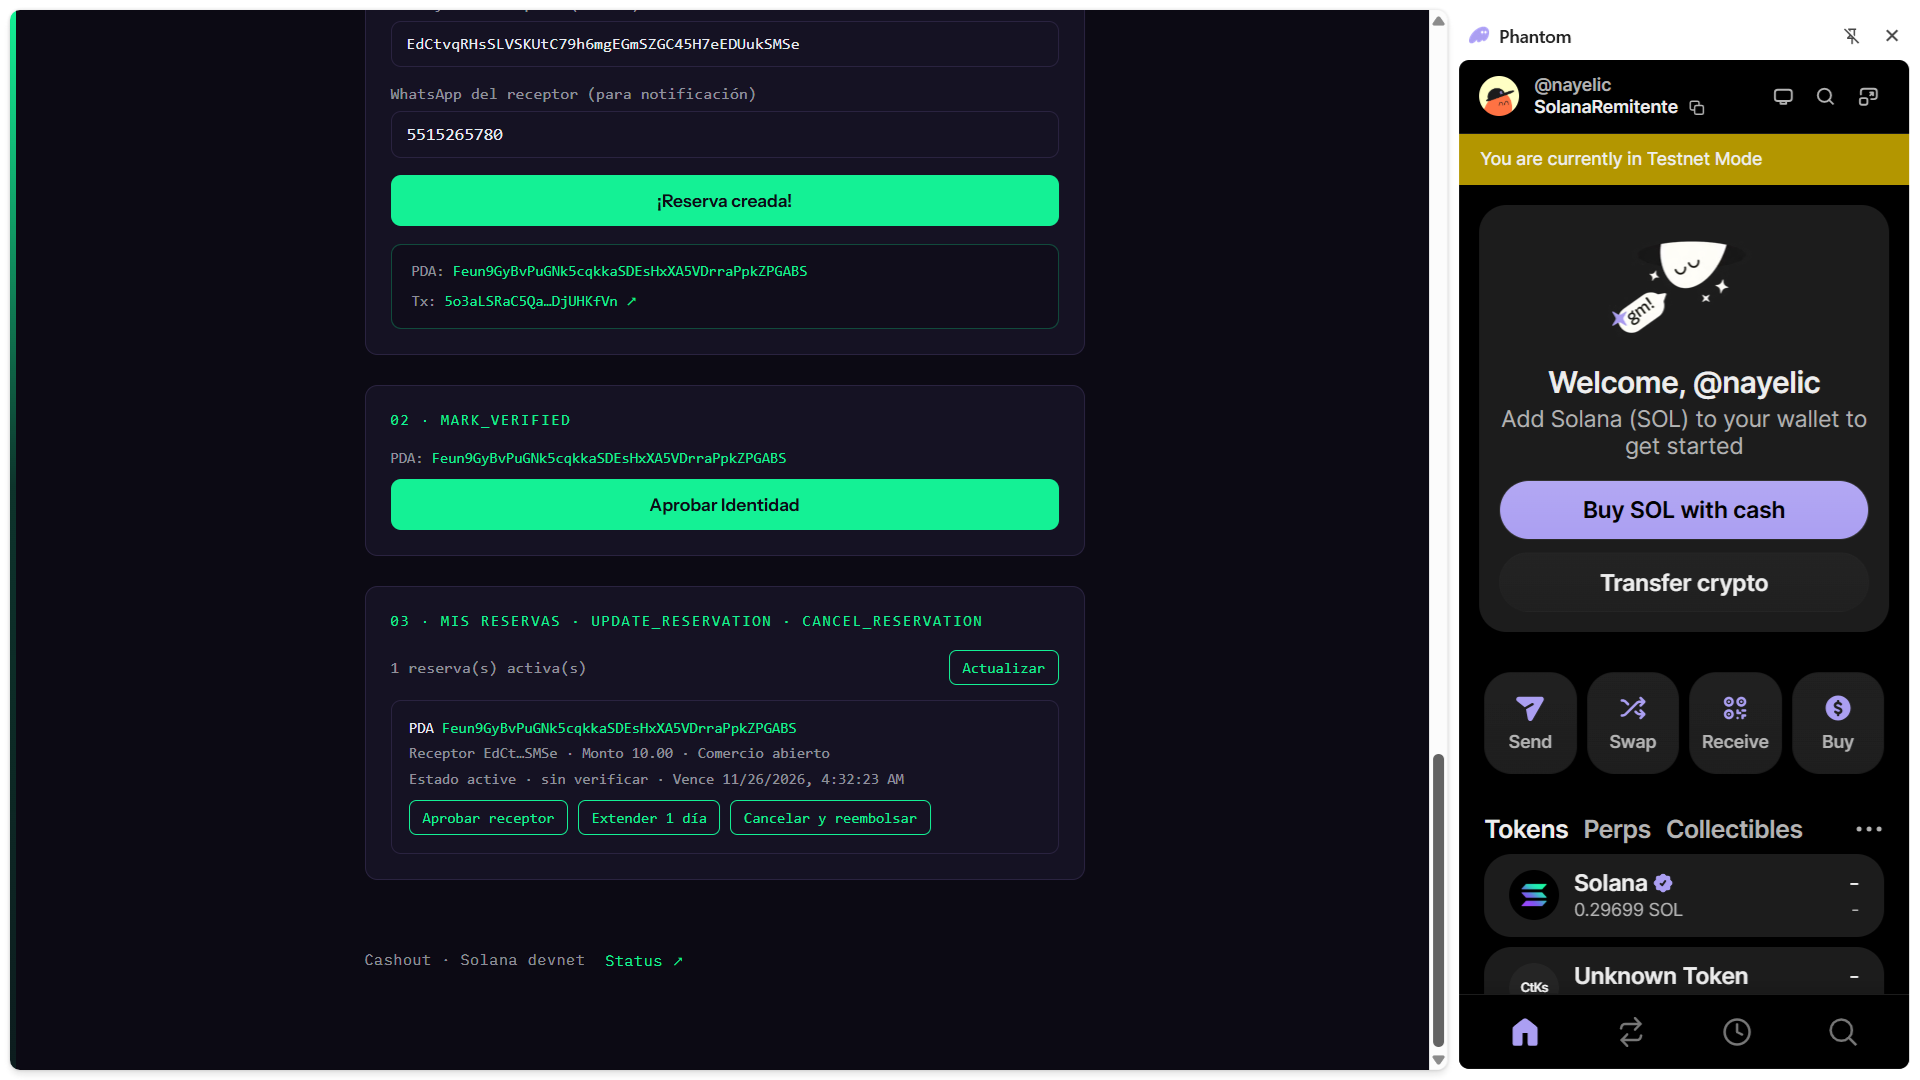 EdCtvqRHsSLVSKUtC79h6mgEGmSZGC45H7eEDUukSMSe
WhatsApp del receptor (para notificación)
5515265780
¡Reserva creada!
PDA: Feun9GyBvPuGNk5cqkkaSDEsHxXA5VDrraPpkZPGABS
Tx: 5o3aLSRaC5Qa…DjUHKfVn ↗
02 · MARK_VERIFIED
PDA: Feun9GyBvPuGNk5cqkkaSDEsHxXA5VDrraPpkZPGABS
Aprobar Identidad
03 · MIS RESERVAS · UPDATE_RESERVATION · CANCEL_RESERVATION
1 reserva(s) activa(s)
Actualizar
PDA Feun9GyBvPuGNk5cqkkaSDEsHxXA5VDrraPpkZPGABS
Receptor EdCt…SMSe · Monto 10.00 · Comercio abierto
Estado active · sin verificar · Vence 11/26/2026, 4:32:23 AM
Aprobar receptor
Extender 1 día
Cancelar y reembolsar
Cashout · Solana devnet Status ↗
Phantom
@nayelic
SolanaRemitente
You are currently in Testnet Mode
gm!
Welcome, @nayelic
Add Solana (SOL) to your wallet to
get started
Buy SOL with cash
Transfer crypto
Send
Swap
Receive
Buy
Tokens Perps Collectibles
Solana -
0.29699 SOL -
CtKs
Unknown Token -